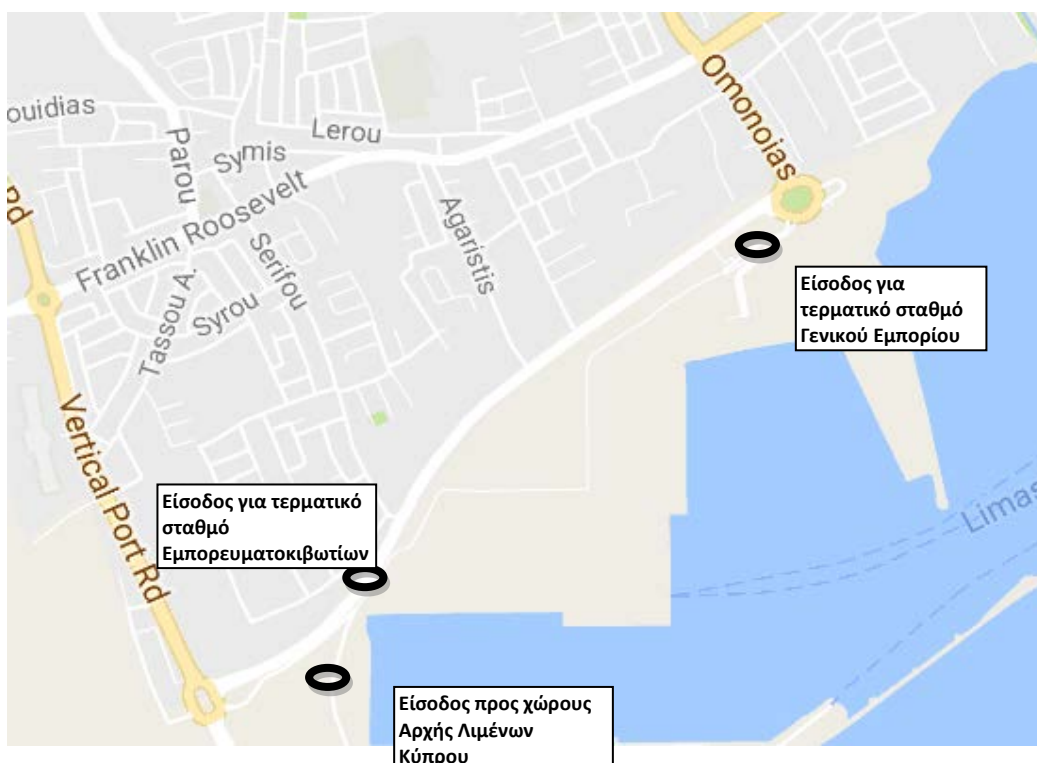 Omonoias
ouidias
Parou
Lerou
Symis
Rd
Franklin Roosevelt
Agaristis
Serifou
Tassou A.
Syrou
Είσοδος για
τερματικό σταθμό
Γενικού Εμπορίου
Vertical Port Rd
Είσοδος για τερματικό
σταθμό
Εμπορευματοκιβωτίων
Limas
Είσοδος προς χώρους
Αρχής Λιμένων
Κύπρου